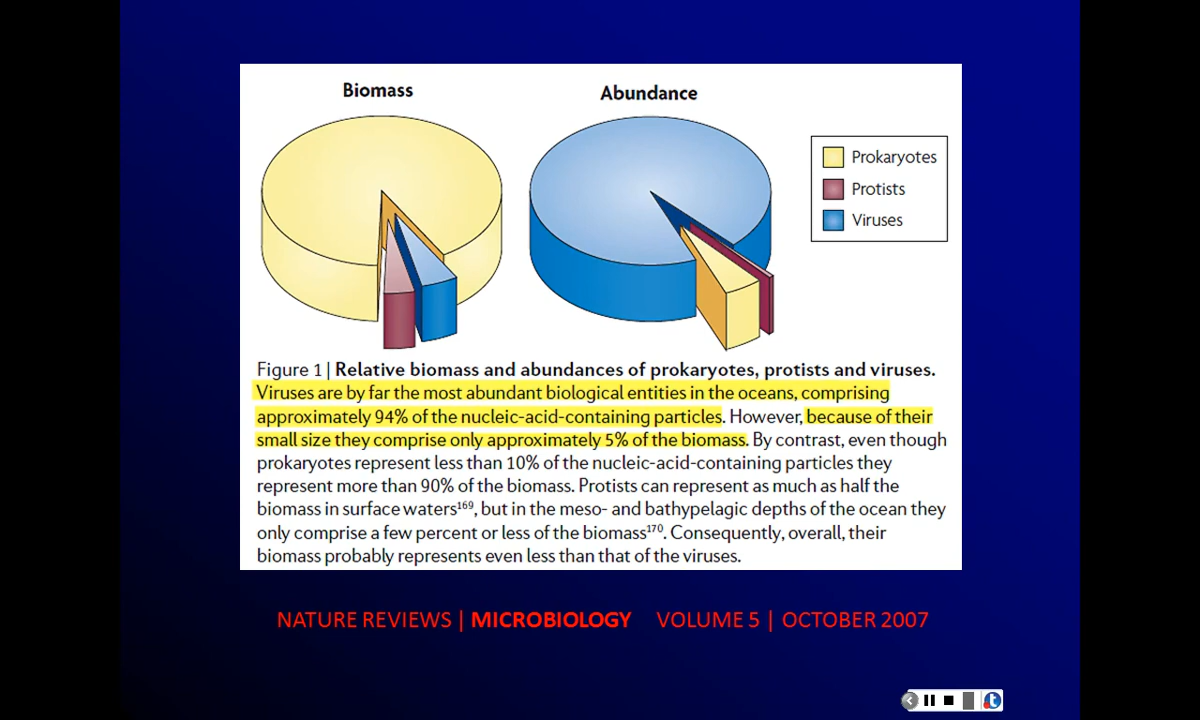 Biomass
Abundance
Prokaryotes
Protists
Viruses
Figure 1 | Relative biomass and abundances of prokaryotes, protists and viruses.
Viruses are by far the most abundant biological entities in the oceans, comprising
approximately 94% of the nucleic-acid-containing particles. However, because of their
small size they comprise only approximately 5% of the biomass. By contrast, even though
prokaryotes represent less than 10% of the nucleic-acid-containing particles they
represent more than 90% of the biomass. Protists can represent as much as half the
biomass in surface waters¹⁶⁹, but in the meso- and bathypelagic depths of the ocean they
only comprise a few percent or less of the biomass¹⁷⁰. Consequently, overall, their
biomass probably represents even less than that of the viruses.
NATURE REVIEWS | MICROBIOLOGY VOLUME 5 | OCTOBER 2007
t